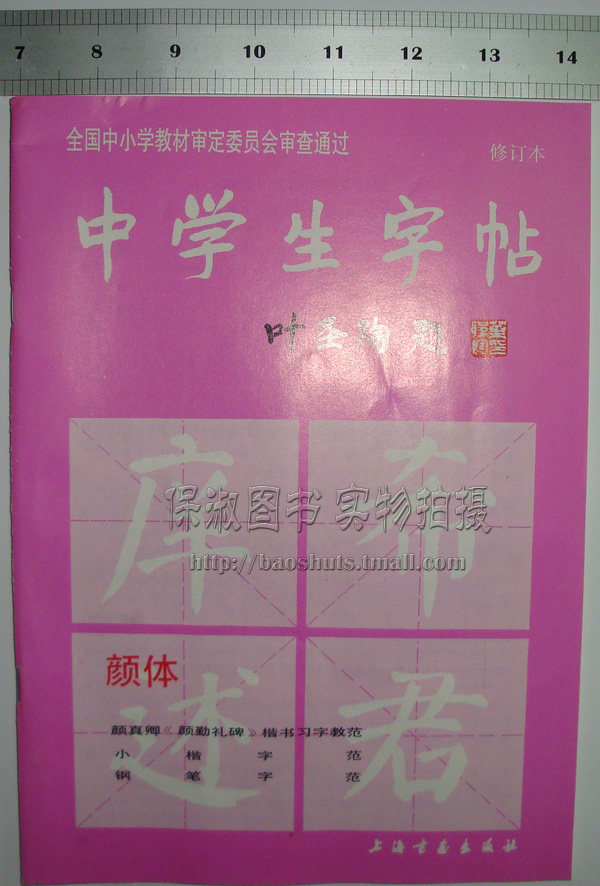 7 8 9 10 11 12 13 14
全国中小学教材审定委员会审查通过
修订本
中学生字帖
叶圣陶题
库布
保淑图书 实物拍摄
http://baoshuts.tmall.com
述君
颜体
颜真卿《颜勤礼碑》楷书习字教范
小楷字范
钢笔字范
上海书画出版社